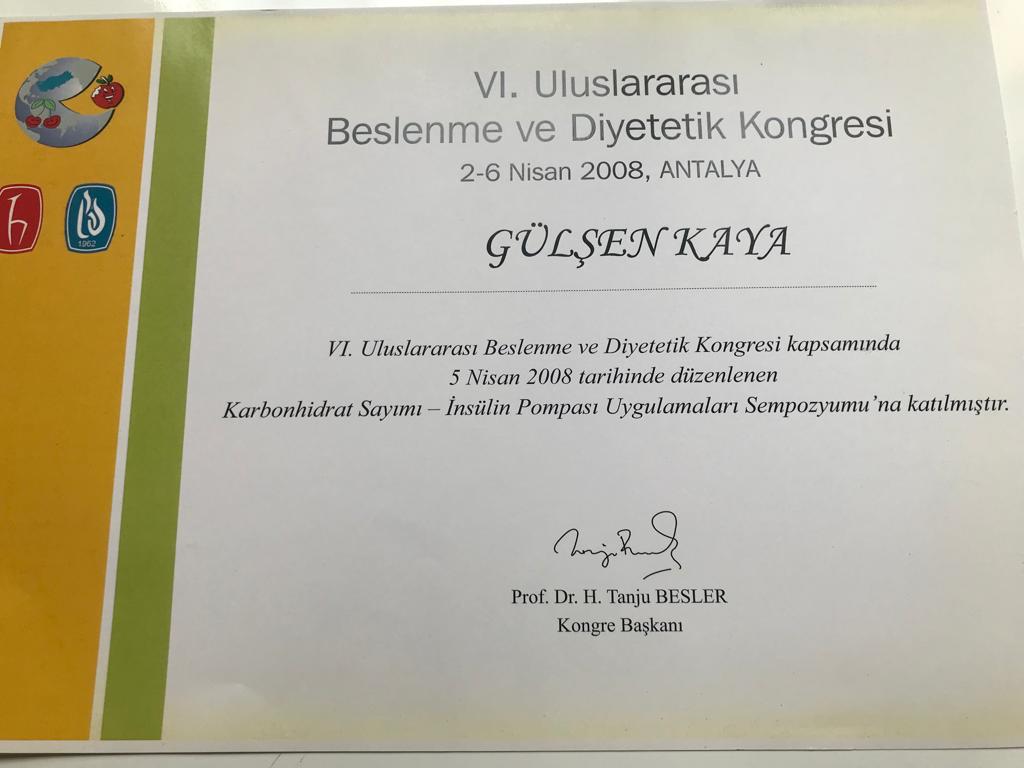 VI. Uluslararası
Beslenme ve Diyetetik Kongresi
2-6 Nisan 2008, ANTALYA
GÜLŞEN KAYA
VI. Uluslararası Beslenme ve Diyetetik Kongresi kapsamında
5 Nisan 2008 tarihinde düzenlenen
Karbonhidrat Sayımı – İnsülin Pompası Uygulamaları Sempozyumu'na katılmıştır.
Prof. Dr. H. Tanju BESLER
Kongre Başkanı
1962